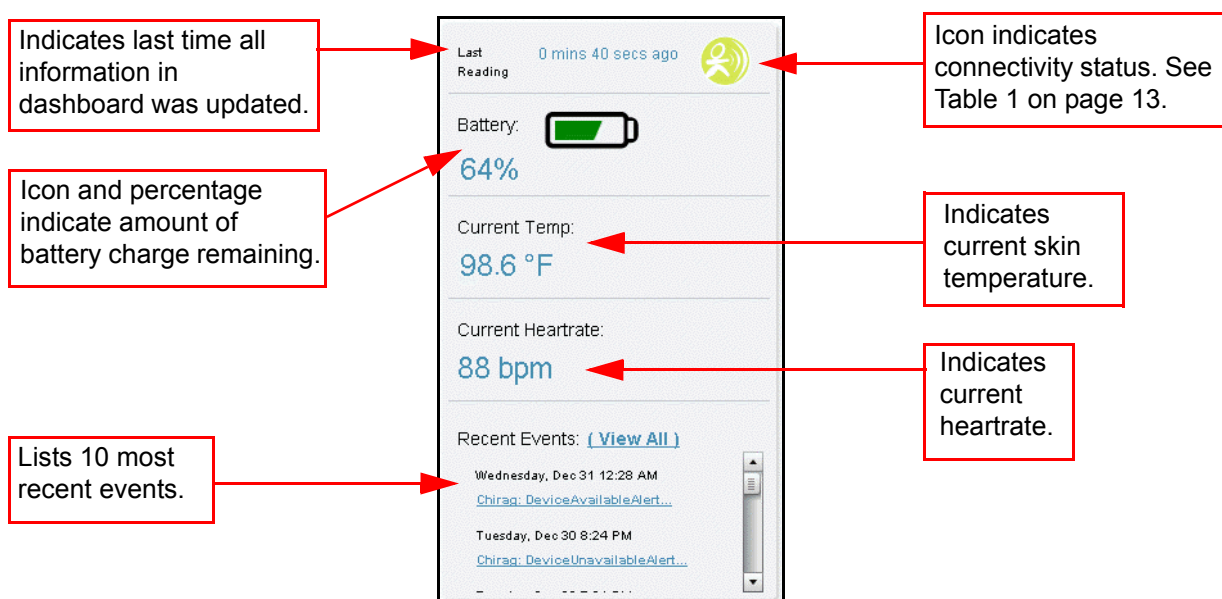 Indicates last time all
information in
dashboard was updated.
Icon and percentage
indicate amount of
battery charge remaining.
Lists 10 most
recent events.
Last
Reading
0 mins 40 secs ago
Battery:
64%
Current Temp:
98.6 °F
Current Heartrate:
88 bpm
Recent Events: ( View All )
Wednesday, Dec 31 12:28 AM
Chirag: DeviceAvailableAlert...
Tuesday, Dec 30 8:24 PM
Chirag: DeviceUnavailableAlert...
Icon indicates
connectivity status. See
Table 1 on page 13.
Indicates
current skin
temperature.
Indicates
current
heartrate.